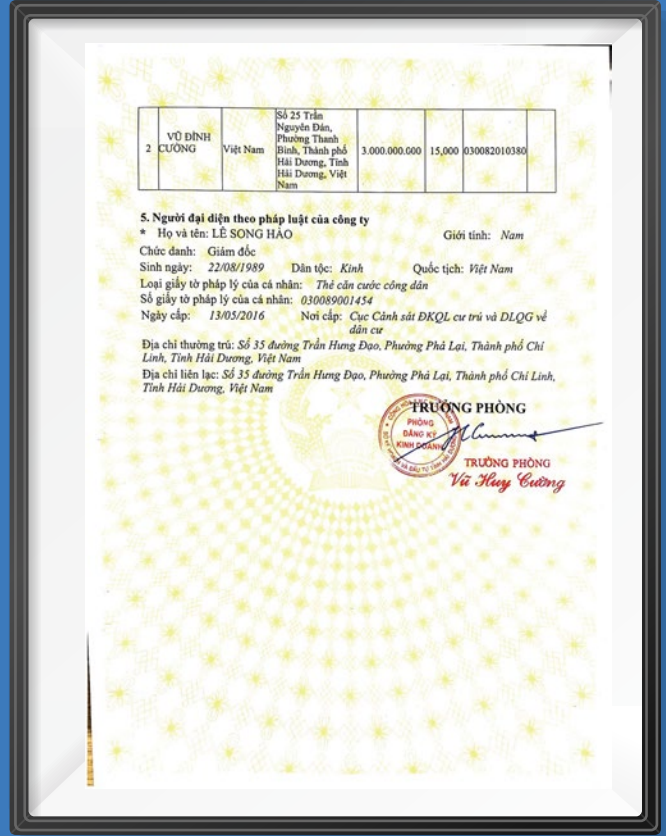 Số 25 Trần
Nguyên Đán,
Phường Thanh
2 VŨ ĐÌNH CƯỜNG Việt Nam Bình, Thành phố 3.000.000.000 15,000 030082010380
Hải Dương, Tỉnh
Hải Dương, Việt
Nam
5. Người đại diện theo pháp luật của công ty
* Họ và tên: LÊ SONG HÀO Giới tính: Nam
Chức danh: Giám đốc
Sinh ngày: 22/08/1989 Dân tộc: Kinh Quốc tịch: Việt Nam
Loại giấy tờ pháp lý của cá nhân: Thẻ căn cước công dân
Số giấy tờ pháp lý của cá nhân: 030089001454
Ngày cấp: 13/05/2016 Nơi cấp: Cục Cảnh sát ĐKQL cư trú và DLQG về
dân cư
Địa chỉ thường trú: Số 35 đường Trần Hưng Đạo, Phường Phả Lại, Thành phố Chí
Linh, Tỉnh Hải Dương, Việt Nam
Địa chỉ liên lạc: Số 35 đường Trần Hưng Đạo, Phường Phả Lại, Thành phố Chí Linh,
Tỉnh Hải Dương, Việt Nam
TRƯỞNG PHÒNG
PHÒNG
ĐĂNG KÝ
KINH DOANH
TRƯỞNG PHÒNG
Vũ Huy Cường